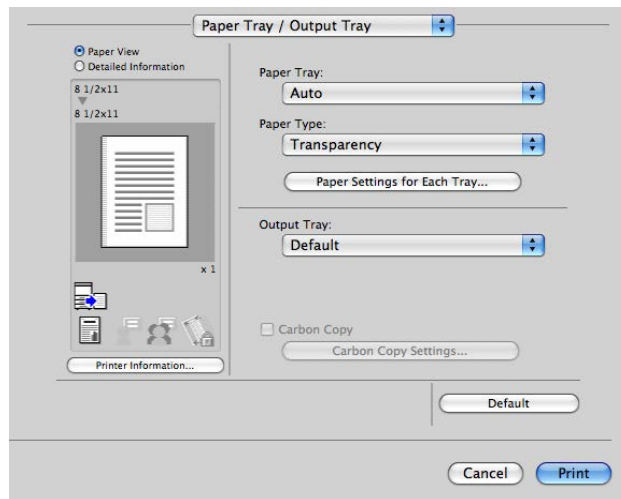 Paper Tray / Output Tray
Paper View
Detailed Information
8 1/2x11
8 1/2x11
x 1
Printer Information...
Paper Tray:
Auto
Paper Type:
Transparency
Paper Settings for Each Tray...
Output Tray:
Default
Carbon Copy
Carbon Copy Settings...
Default
Cancel
Print